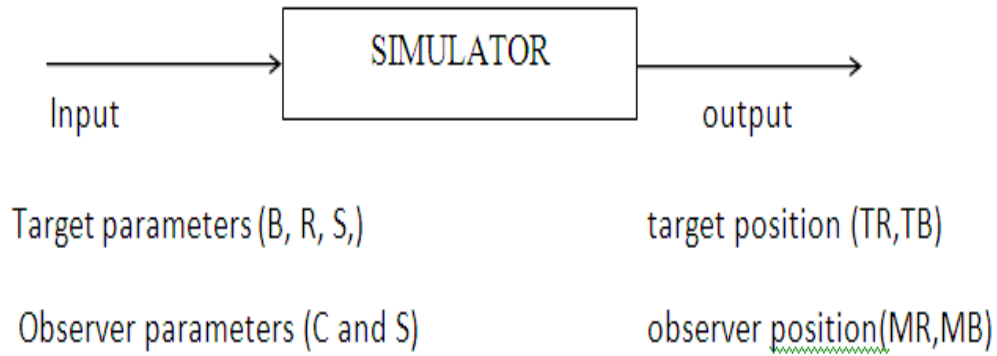 SIMULATOR
Input
output
Target parameters (B, R, S,)
target position (TR,TB)
Observer parameters (C and S)
observer position(MR,MB)